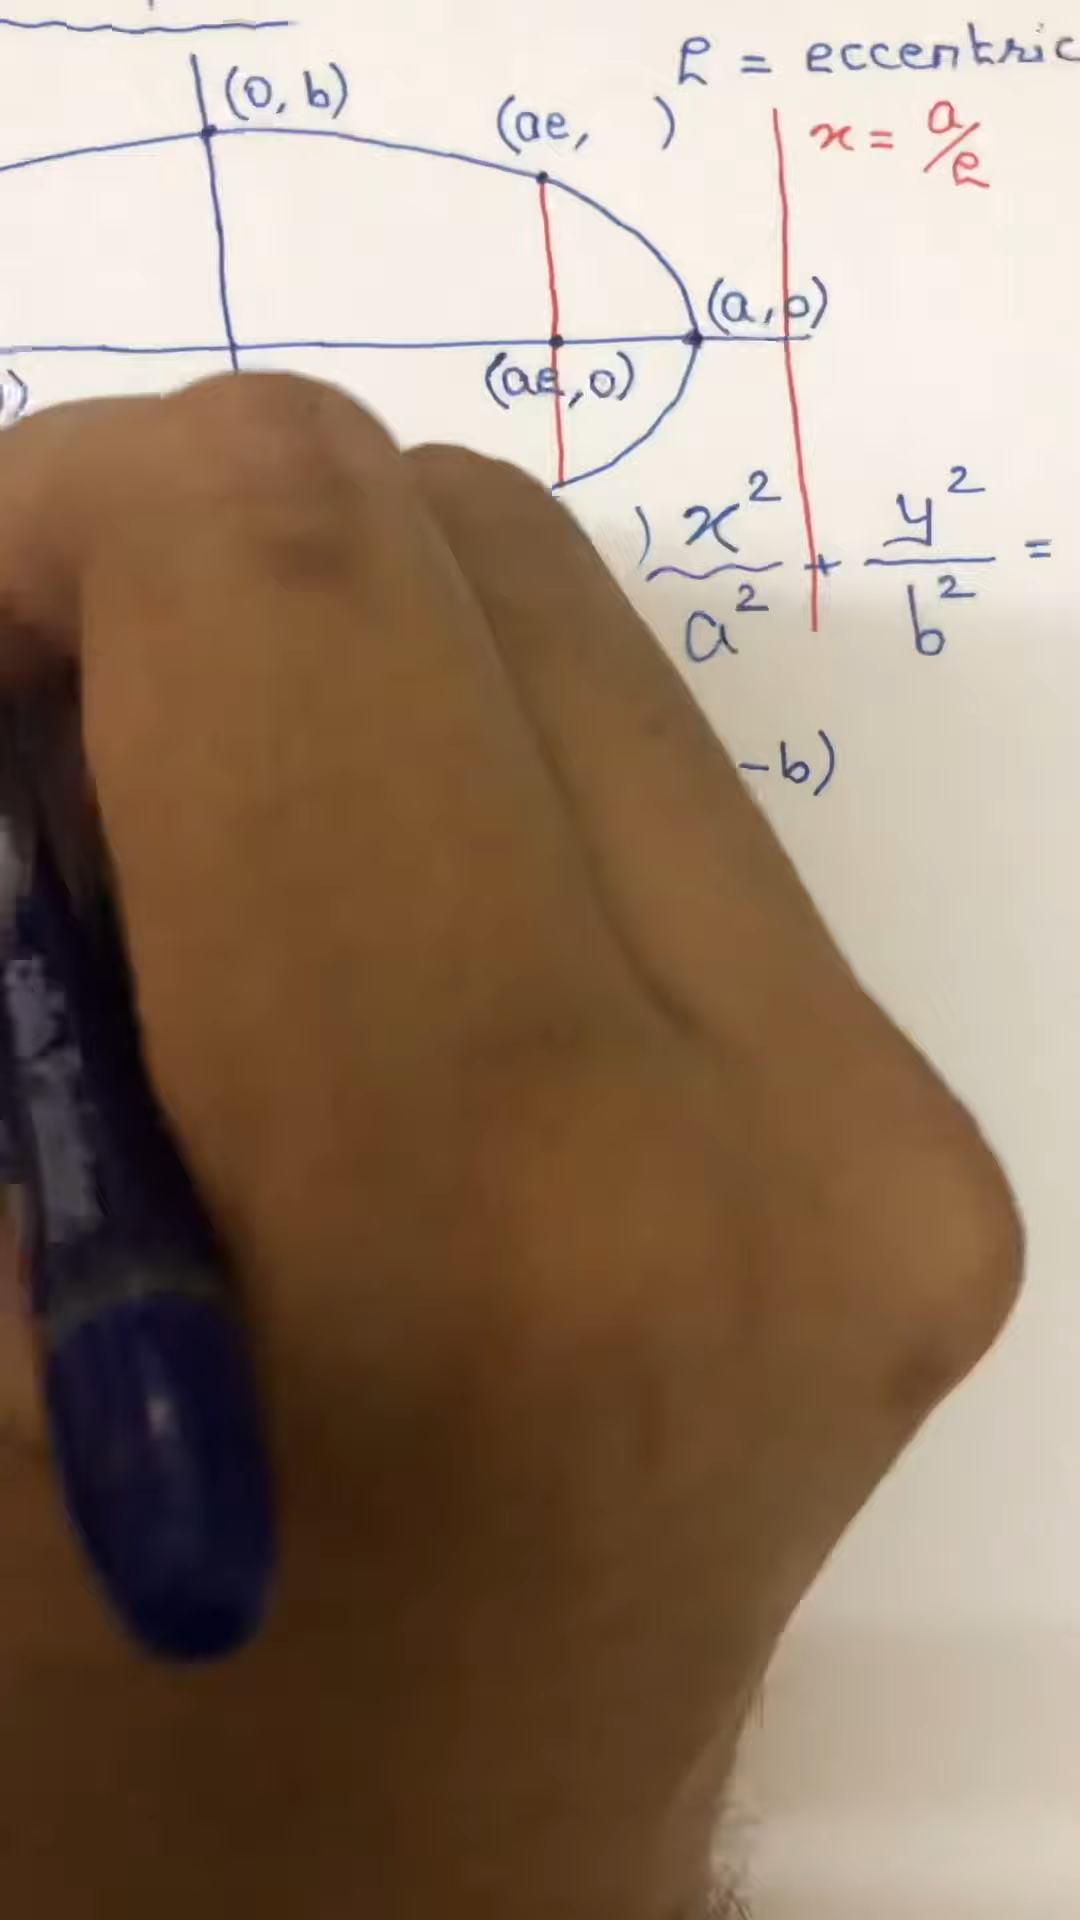 (0, b)
e = eccentric
(ae, )
x = a/e
(a, 0)
(ae, 0)
) x²/a² + y²/b² =
-b)